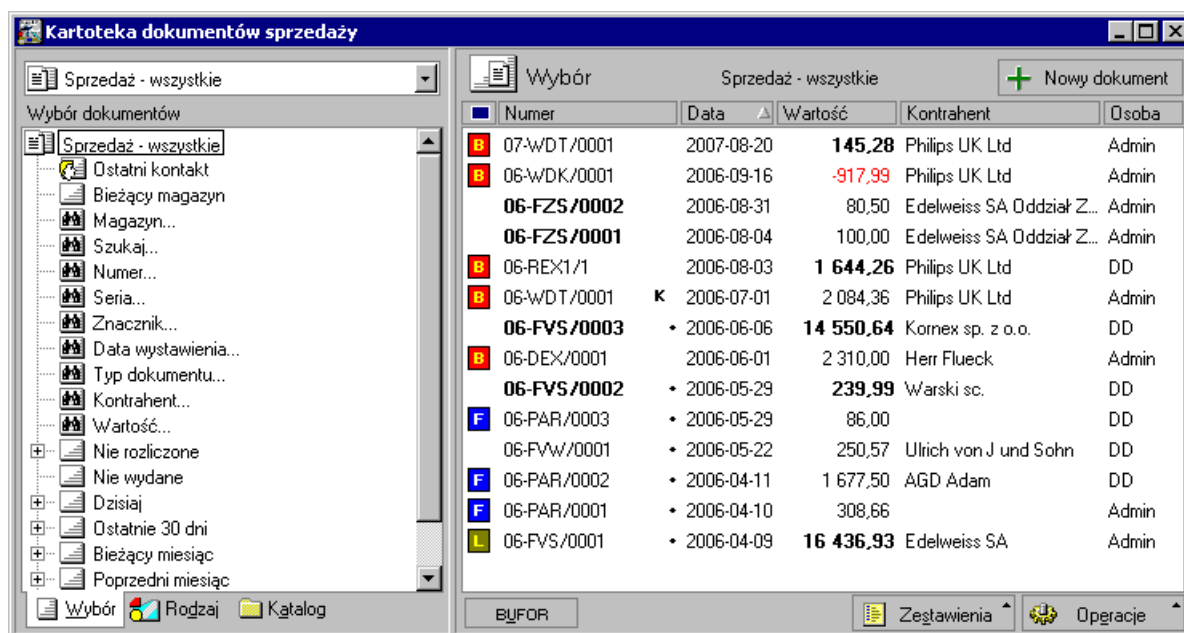 Kartoteka dokumentów sprzedaży
Sprzedaż - wszystkie
Wybór dokumentów
Sprzedaż - wszystkie
Ostatni kontakt
Bieżący magazyn
Magazyn...
Szukaj...
Numer...
Seria...
Znacznik...
Data wystawienia...
Typ dokumentu...
Kontrahent...
Wartość...
Nie rozliczone
Nie wydane
Dzisiaj
Ostatnie 30 dni
Bieżący miesiąc
Poprzedni miesiąc
Wybór Rodzaj Katalog
Wybór Sprzedaż - wszystkie Nowy dokument
Numer Data Wartość Kontrahent Osoba
B 07-WDT/0001 2007-08-20 145,28 Philips UK Ltd Admin
B 06-WDK/0001 2006-09-16 -917,99 Philips UK Ltd Admin
06-FZS/0002 2006-08-31 80,50 Edelweiss SA Oddział Z... Admin
06-FZS/0001 2006-08-04 100,00 Edelweiss SA Oddział Z... Admin
B 06-REX1/1 2006-08-03 1 644,26 Philips UK Ltd DD
B 06-WDT/0001 K 2006-07-01 2 084,36 Philips UK Ltd Admin
06-FVS/0003 • 2006-06-06 14 550,64 Kornex sp. z o.o. DD
B 06-DEX/0001 2006-06-01 2 310,00 Herr Flueck Admin
06-FVS/0002 • 2006-05-29 239,99 Warski sc. DD
F 06-PAR/0003 • 2006-05-29 86,00 DD
06-FVW/0001 • 2006-05-22 250,57 Ulrich von J und Sohn DD
F 06-PAR/0002 • 2006-04-11 1 677,50 AGD Adam DD
F 06-PAR/0001 • 2006-04-10 308,66 Admin
L 06-FVS/0001 • 2006-04-09 16 436,93 Edelweiss SA Admin
BUFOR Zestawienia Operacje